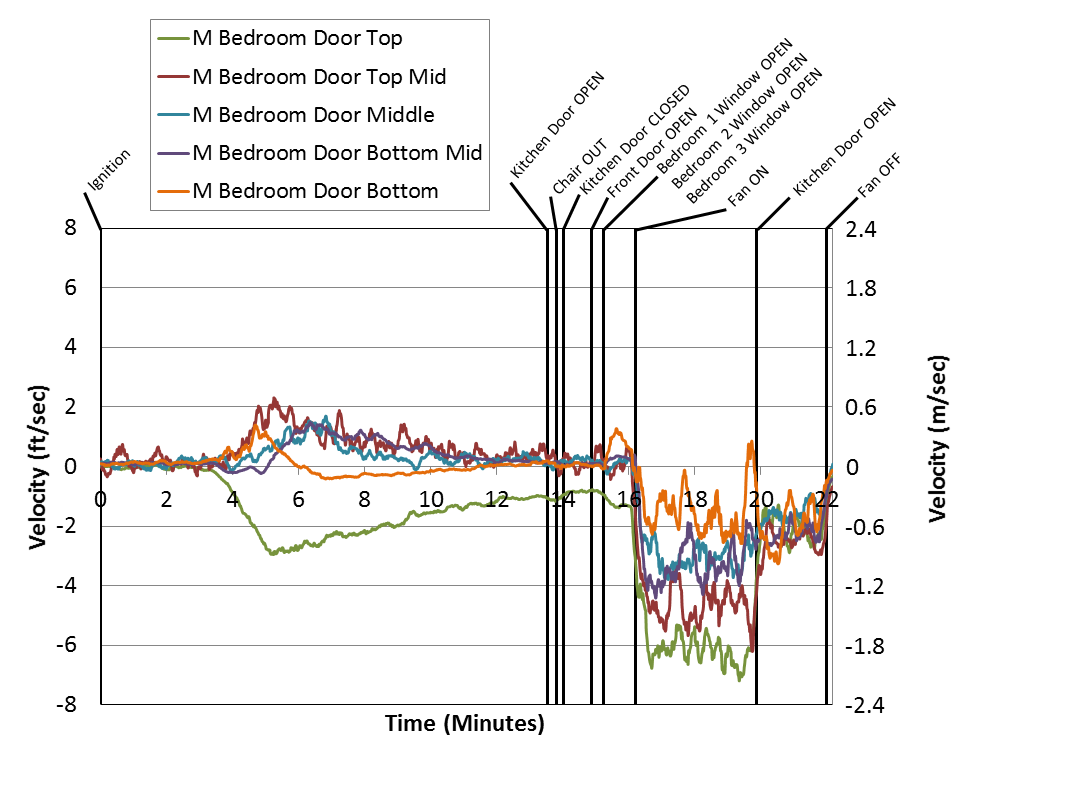 M Bedroom Door Top
M Bedroom Door Top Mid
M Bedroom Door Middle
M Bedroom Door Bottom Mid
M Bedroom Door Bottom
Ignition
Kitchen Door OPEN
Chair OUT
Kitchen Door CLOSED
Front Door OPEN
Bedroom 1 Window OPEN
Bedroom 2 Window OPEN
Bedroom 3 Window OPEN
Fan ON
Kitchen Door OPEN
Fan OFF
Velocity (ft/sec)
8
6
4
2
0
-2
-4
-6
-8
0 2 4 6 8 10 12 14 16 18 20 22
Time (Minutes)
2.4
1.8
1.2
0.6
0
-0.6
-1.2
-1.8
-2.4
Velocity (m/sec)